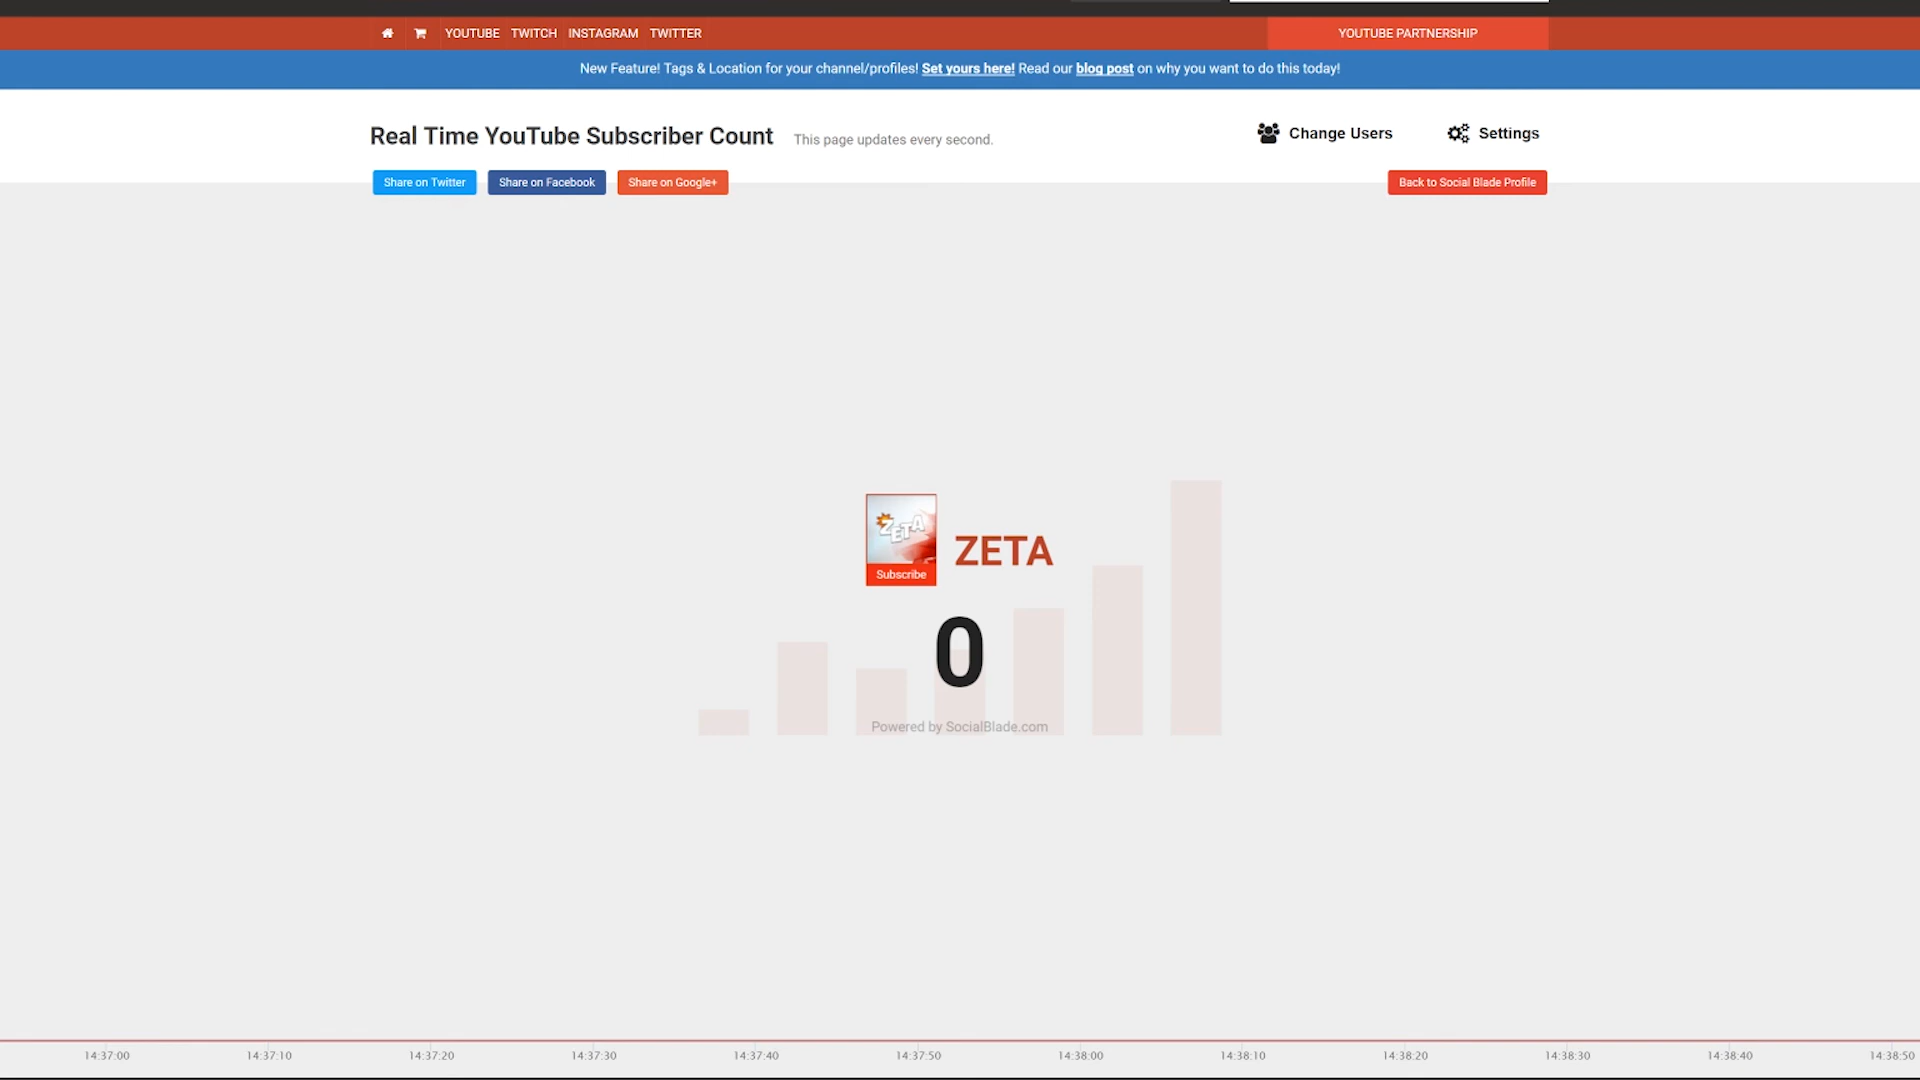 YOUTUBE TWITCH INSTAGRAM TWITTER YOUTUBE PARTNERSHIP
New Feature! Tags & Location for your channel/profiles! Set yours here! Read our blog post on why you want to do this today!
Real Time YouTube Subscriber Count This page updates every second. Change Users Settings
Share on Twitter Share on Facebook Share on Google+ Back to Social Blade Profile
ZETA
Subscribe
ZETA
0
Powered by SocialBlade.com
14:37:00 14:37:10 14:37:20 14:37:30 14:37:40 14:37:50 14:38:00 14:38:10 14:38:20 14:38:30 14:38:40 14:38:50